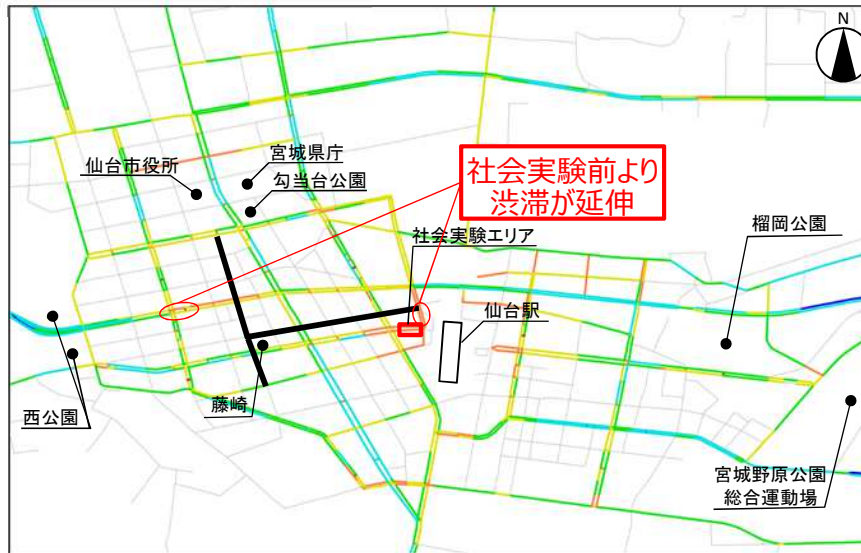 N
宮城県庁
仙台市役所
勾当台公園
社会実験前より
渋滞が延伸
社会実験エリア
榴岡公園
仙台駅
藤崎
西公園
宮城野原公園
総合運動場